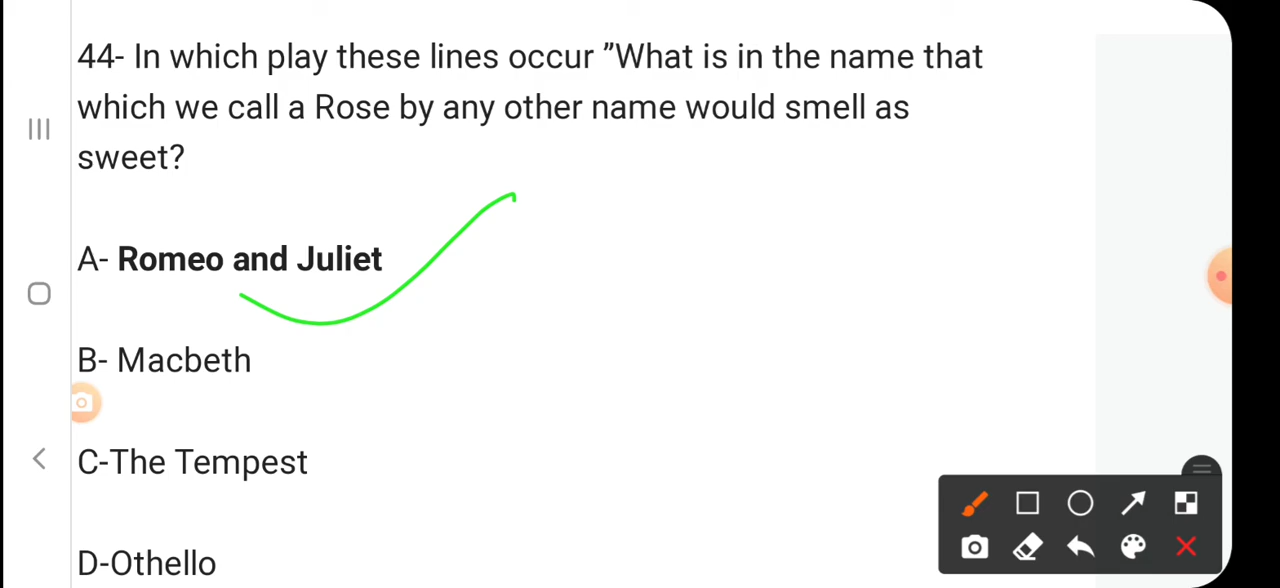 44- In which play these lines occur ”What is in the name that
which we call a Rose by any other name would smell as
sweet?
A- Romeo and Juliet
B- Macbeth
C-The Tempest
D-Othello